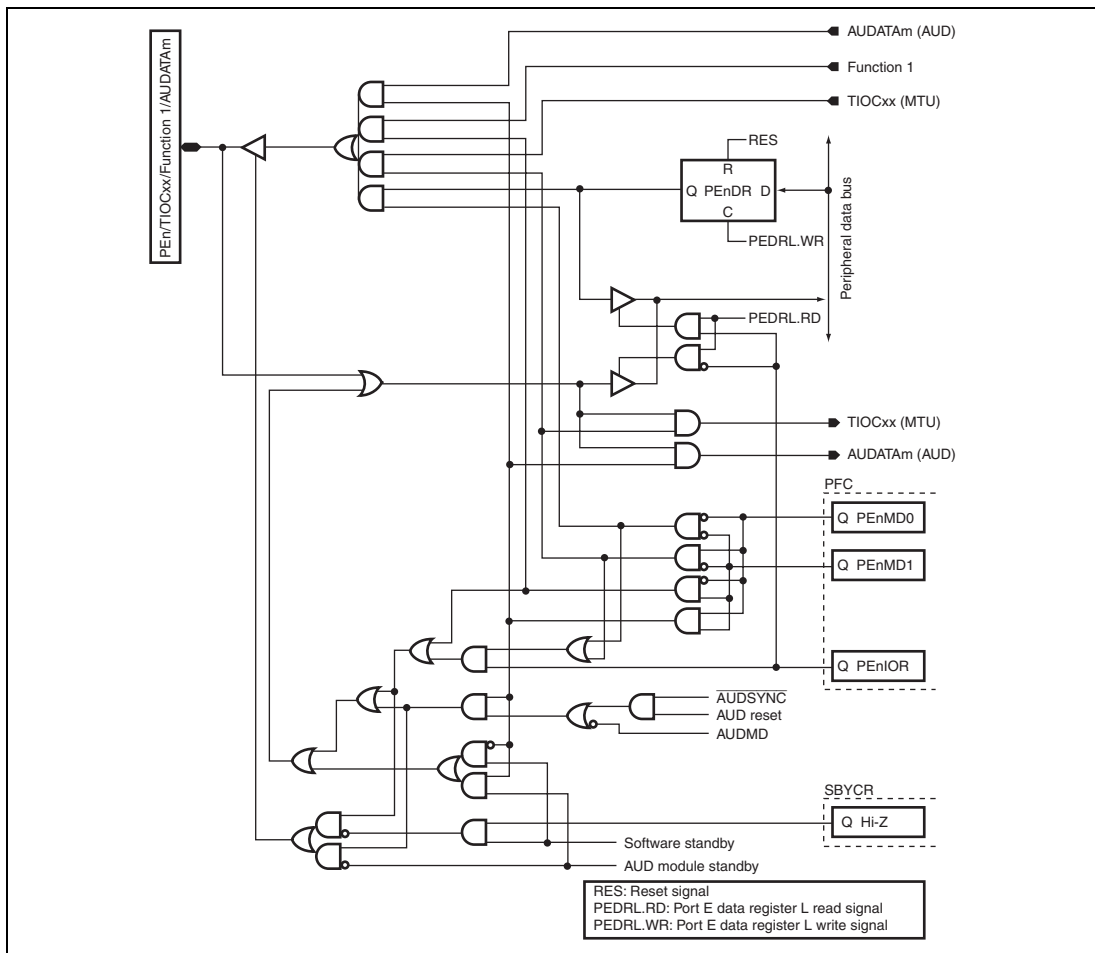 PEn/TIOCxx/Function 1/AUDATAm
AUDATAm (AUD)
Function 1
TIOCxx (MTU)
RES
R
Q PEnDR D
C
PEDRL.WR
Peripheral data bus
PEDRL.RD
TIOCxx (MTU)
AUDATAm (AUD)
PFC
Q PEnMD0
Q PEnMD1
Q PEnIOR
AUDSYNC
AUD reset
AUDMD
SBYCR
Q Hi-Z
Software standby
AUD module standby
RES: Reset signal
PEDRL.RD: Port E data register L read signal
PEDRL.WR: Port E data register L write signal